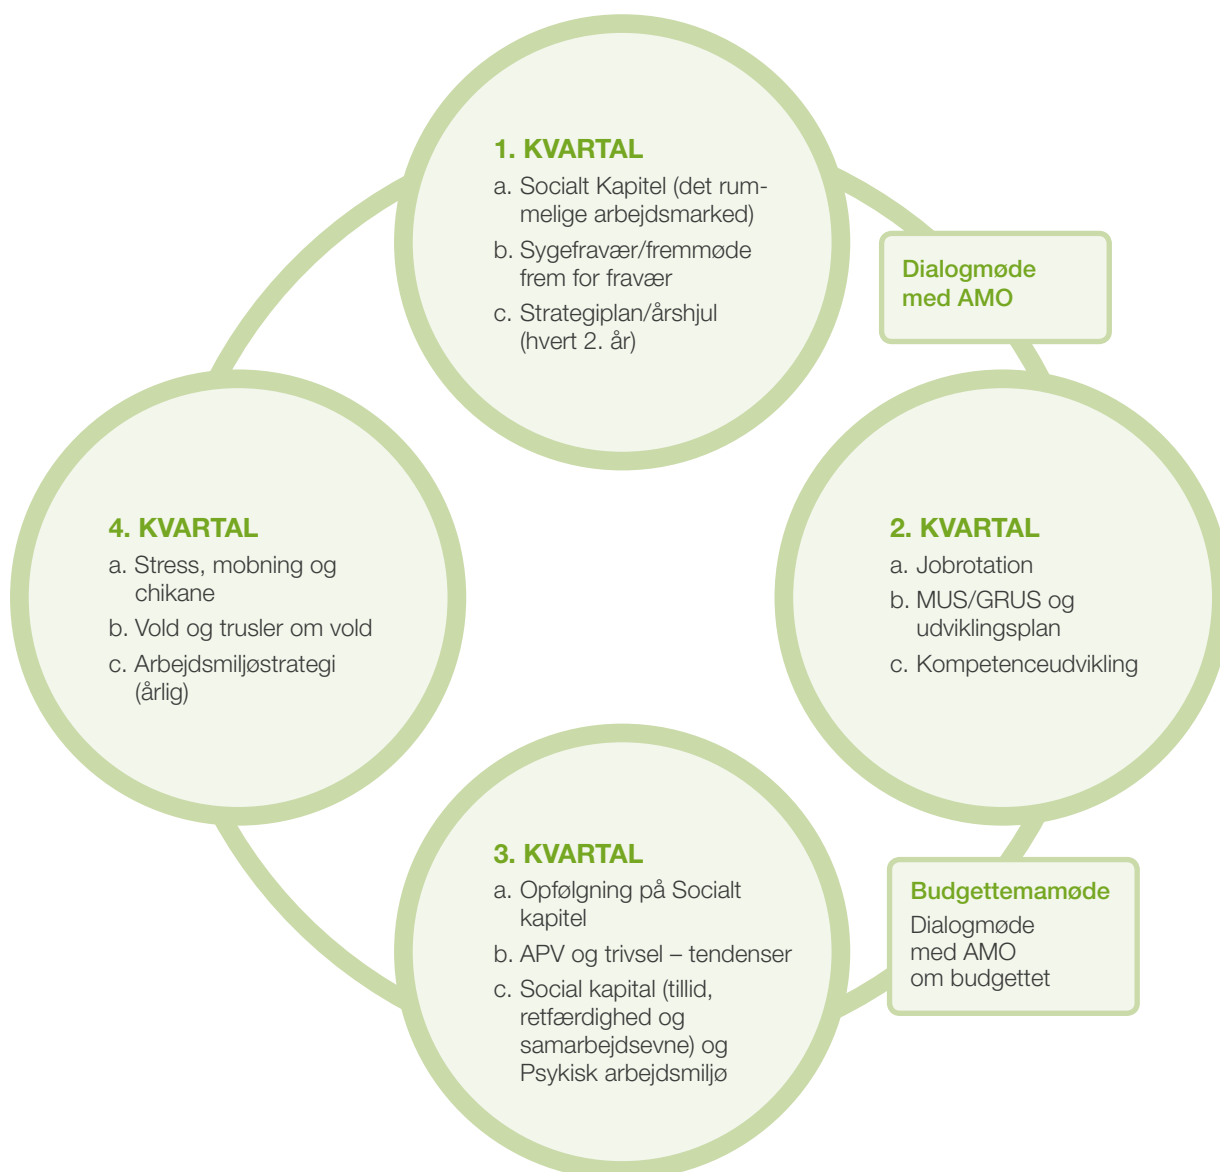 1. KVARTAL
a. Socialt Kapitel (det rum-
melige arbejdsmarked)
b. Sygefravær/fremmøde
frem for fravær
c. Strategiplan/årshjul
(hvert 2. år)
Dialogmøde
med AMO
2. KVARTAL
a. Jobrotation
b. MUS/GRUS og
udviklingsplan
c. Kompetenceudvikling
Budgettemamøde
Dialogmøde
med AMO
om budgettet
3. KVARTAL
a. Opfølgning på Socialt
kapitel
b. APV og trivsel – tendenser
c. Social kapital (tillid,
retfærdighed og
samarbejdsevne) og
Psykisk arbejdsmiljø
4. KVARTAL
a. Stress, mobning og
chikane
b. Vold og trusler om vold
c. Arbejdsmiljøstrategi
(årlig)